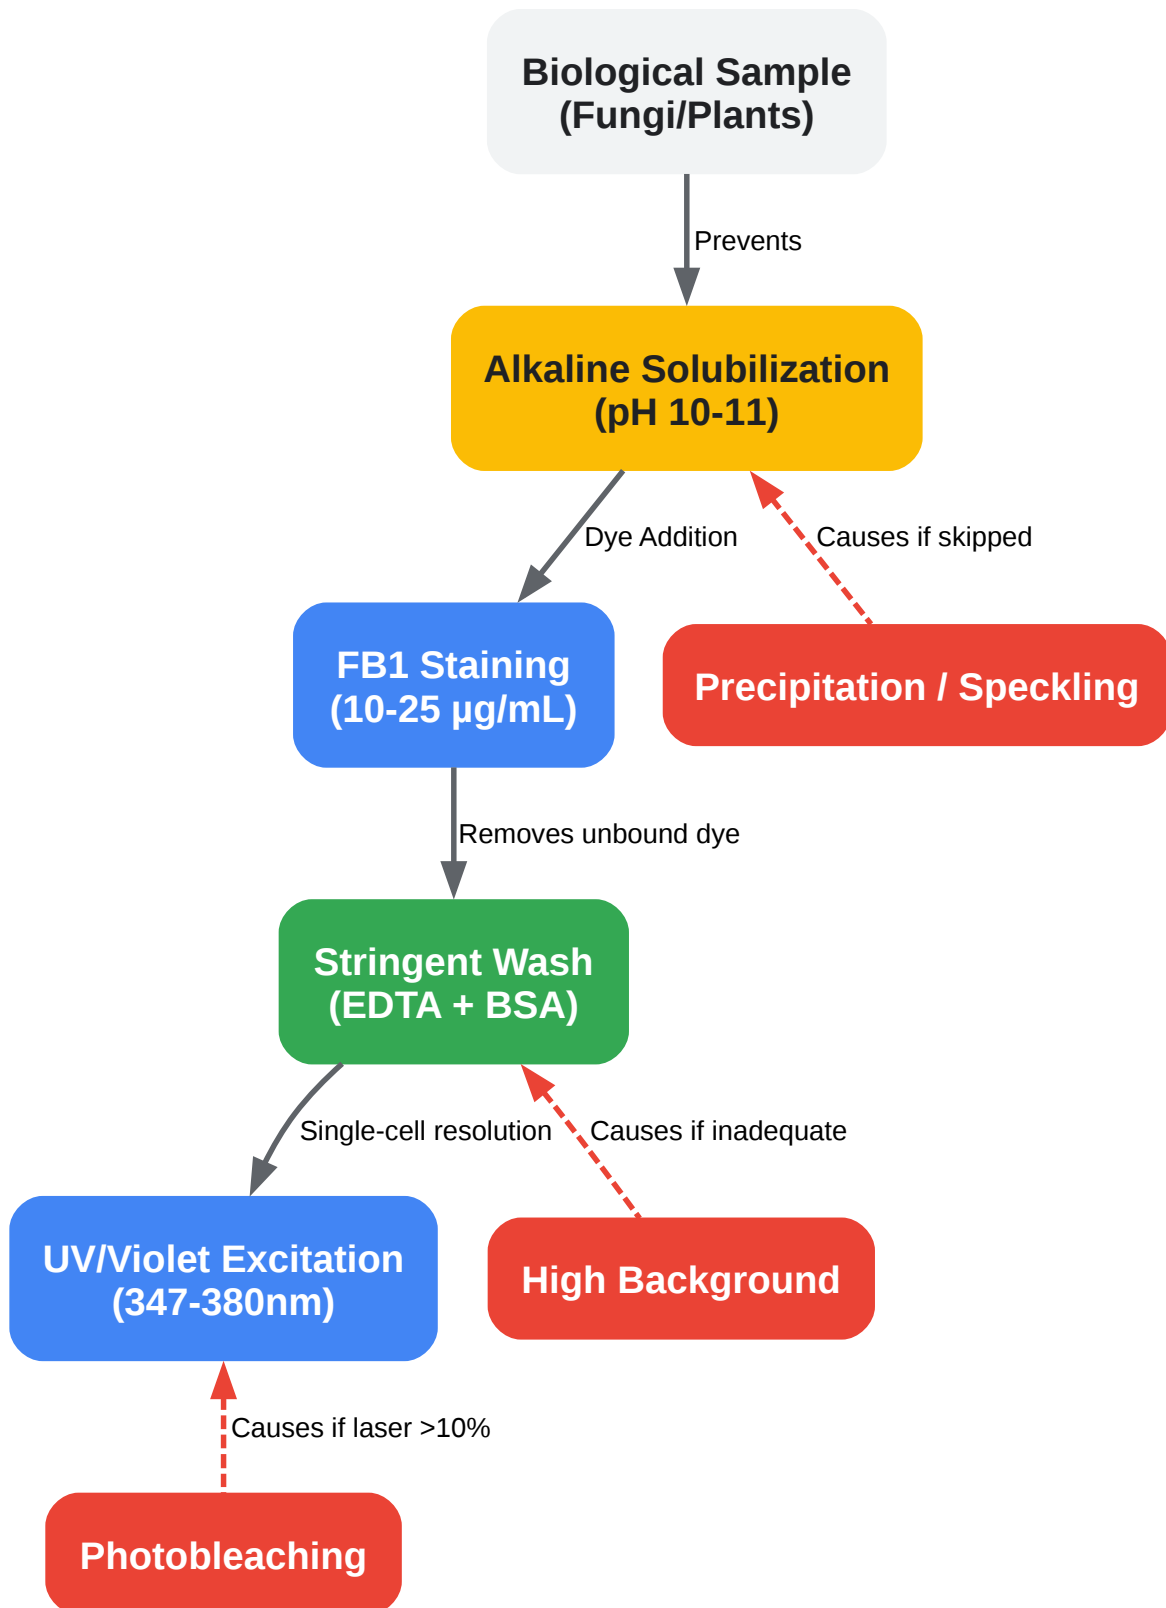 Biological Sample
(Fungi/Plants)
Prevents
Alkaline Solubilization
(pH 10-11)
Dye Addition
Causes if skipped
FB1 Staining
(10-25 µg/mL)
Precipitation / Speckling
Removes unbound dye
Stringent Wash
(EDTA + BSA)
Single-cell resolution
Causes if inadequate
UV/Violet Excitation
(347-380nm)
High Background
Causes if laser >10%
Photobleaching